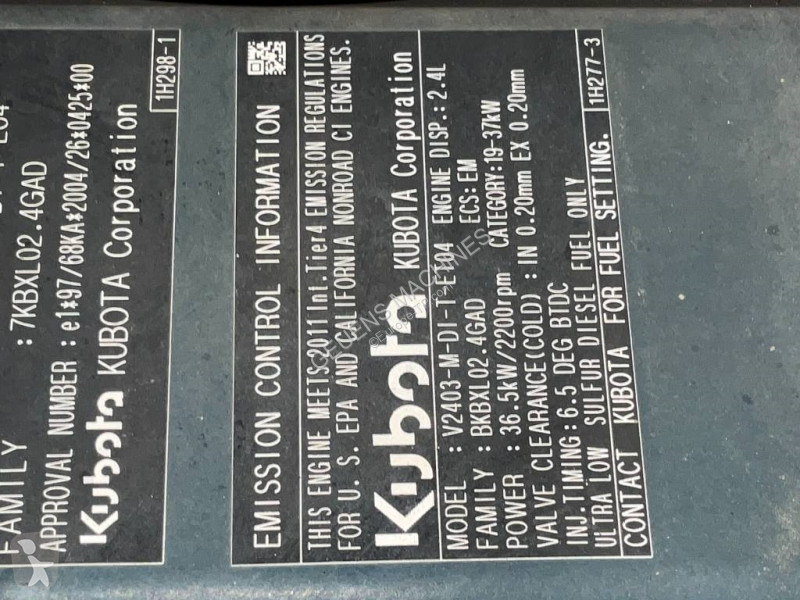 FAMILY : 7KBXL02.4GAD
APPROVAL NUMBER : e1*97/68KA*2004/26*0425*00
Kubota KUBOTA Corporation
1H298-1
EMISSION CONTROL INFORMATION
THIS ENGINE MEETS 2011 Int. Tier4 EMISSION REGULATIONS
FOR U. S. EPA AND CALIFORNIA NONROAD CI ENGINES.
Kubota KUBOTA Corporation
MODEL : V2403-M-DI-T-ET04 ENGINE DISP.:2.4L
FAMILY : BKBXL02.4GAD ECS:EM
POWER : 36.5kW/2200rpm CATEGORY:19-37kW
VALVE CLEARANCE(COLD) : IN 0.20mm EX 0.20mm
INJ.TIMING:6.5 DEG BTDC
ULTRA LOW SULFUR DIESEL FUEL ONLY
CONTACT KUBOTA FOR FUEL SETTING. 1H277-3
GEURENS MACHINES